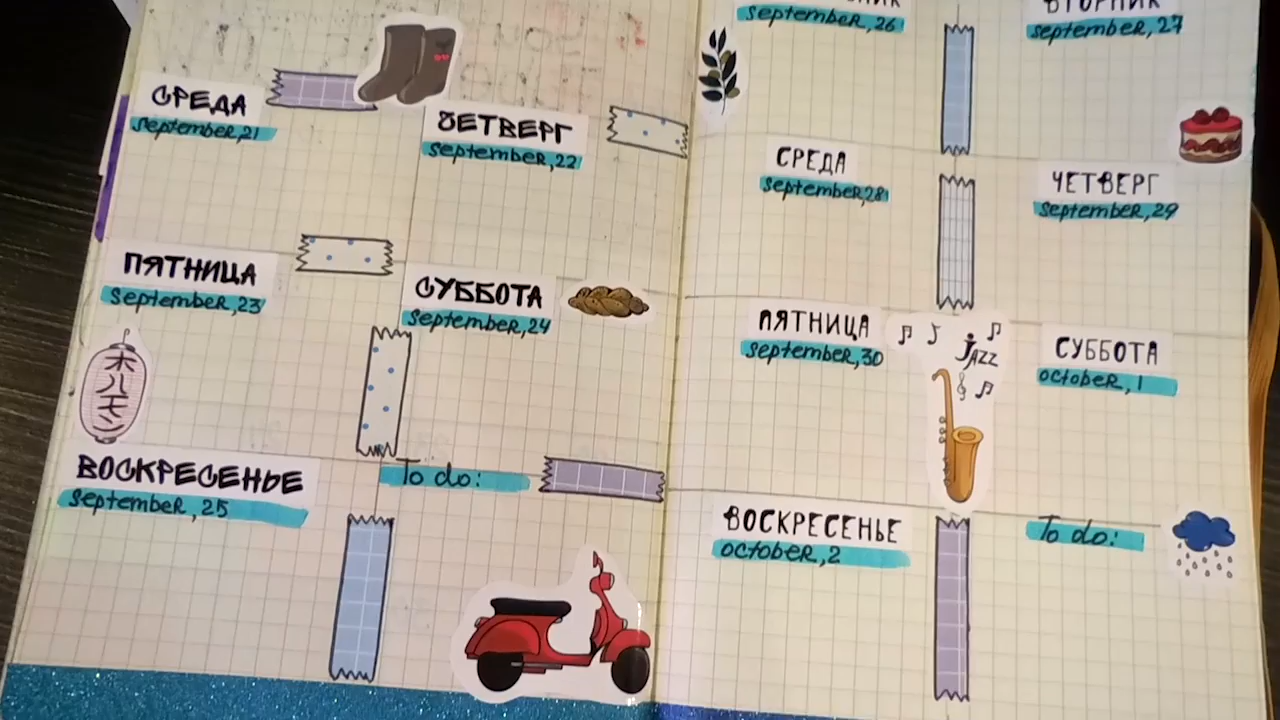 СРЕДА
september,21
ЧЕТВЕРГ
september,22
ПЯТНИЦА
september,23
СУББОТА
september,24
ВОСКРЕСЕНЬЕ
september,25
To do:
september,26
ВТОРНИК
september,27
СРЕДА
september,28
ЧЕТВЕРГ
september,29
ПЯТНИЦА
september,30
JAZZ
СУББОТА
october,1
ВОСКРЕСЕНЬЕ
october,2
To do: